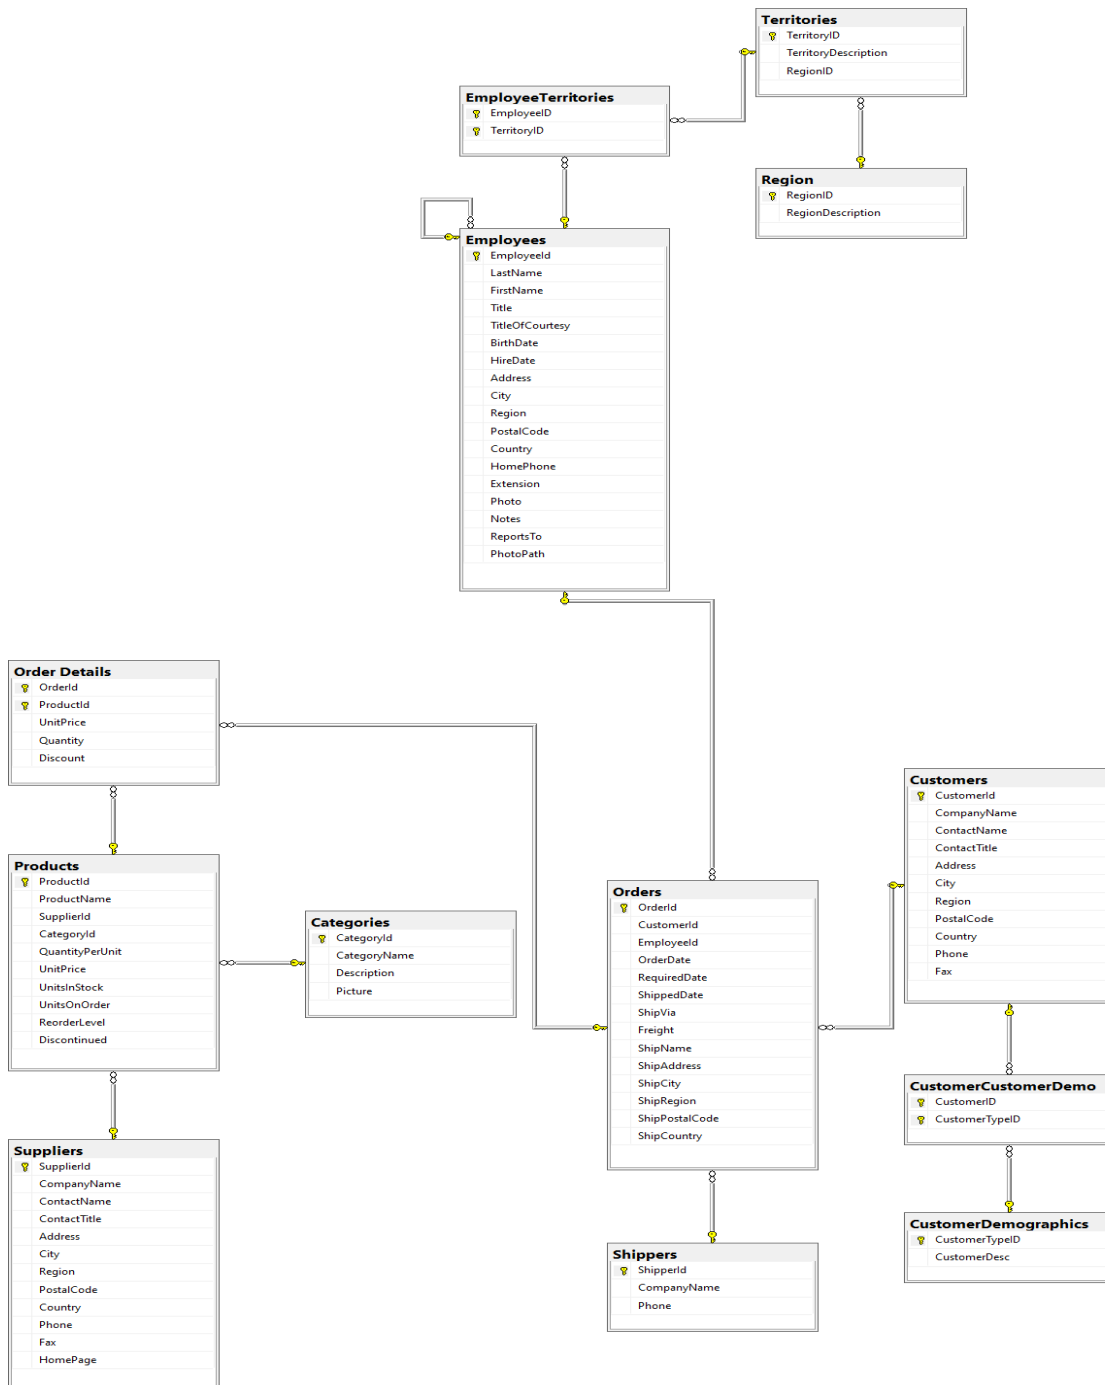 Territories
TerritoryID
TerritoryDescription
RegionID
EmployeeTerritories
EmployeeID
TerritoryID
Region
RegionID
RegionDescription
Employees
EmployeeId
LastName
FirstName
Title
TitleOfCourtesy
BirthDate
HireDate
Address
City
Region
PostalCode
Country
HomePhone
Extension
Photo
Notes
ReportsTo
PhotoPath
Order Details
OrderId
ProductId
UnitPrice
Quantity
Discount
Products
ProductId
ProductName
SupplierId
CategoryId
QuantityPerUnit
UnitPrice
UnitsInStock
UnitsOnOrder
ReorderLevel
Discontinued
Categories
CategoryId
CategoryName
Description
Picture
Suppliers
SupplierId
CompanyName
ContactName
ContactTitle
Address
City
Region
PostalCode
Country
Phone
Fax
HomePage
Orders
OrderId
CustomerId
EmployeeId
OrderDate
RequiredDate
ShippedDate
ShipVia
Freight
ShipName
ShipAddress
ShipCity
ShipRegion
ShipPostalCode
ShipCountry
Shippers
ShipperId
CompanyName
Phone
Customers
CustomerId
CompanyName
ContactName
ContactTitle
Address
City
Region
PostalCode
Country
Phone
Fax
CustomerCustomerDemo
CustomerID
CustomerTypeID
CustomerDemographics
CustomerTypeID
CustomerDesc